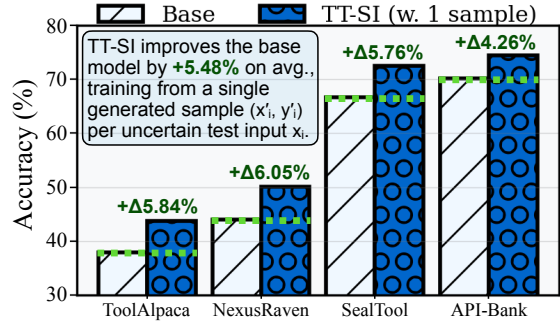 Base TT-SI (w. 1 sample)
TT-SI improves the base
model by +5.48% on avg.,
training from a single
generated sample (x′ᵢ, y′ᵢ)
per uncertain test input xᵢ.
+Δ5.84%
+Δ6.05%
+Δ5.76%
+Δ4.26%
Accuracy (%)
80
70
60
50
40
30
ToolAlpaca NexusRaven SealTool API-Bank